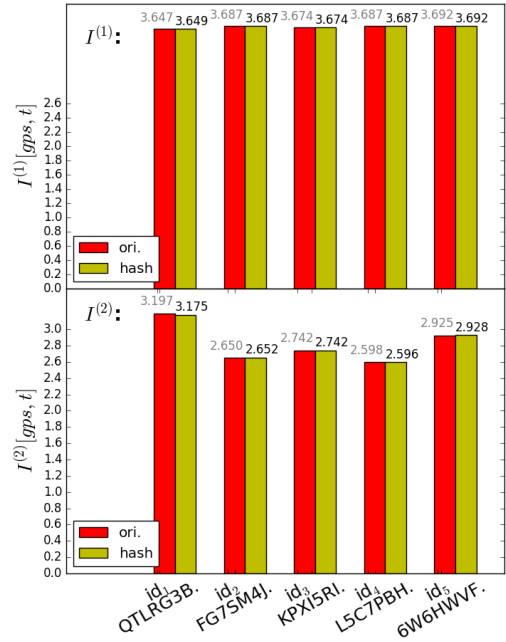 3.647 3.649 3.687 3.687 3.674 3.674 3.687 3.687 3.692 3.692
I^{(1)}:
I^{(1)}[gps, t]
2.6
2.4
2.2
2.0
1.8
1.6
1.4
1.2
1.0
0.8
0.6
0.4
0.2
0.0
ori.
hash
3.197 3.175 2.650 2.652 2.742 2.742 2.598 2.596 2.925 2.928
I^{(2)}:
I^{(2)}[gps, t]
3.0
2.8
2.6
2.4
2.2
2.0
1.8
1.6
1.4
1.2
1.0
0.8
0.6
0.4
0.2
0.0
ori.
hash
id_1
QTLRG3B.
id_2
FG7SM4J.
id_3
KPXI5RI.
id_4
L5C7PBH.
id_5
6W6HWVF.